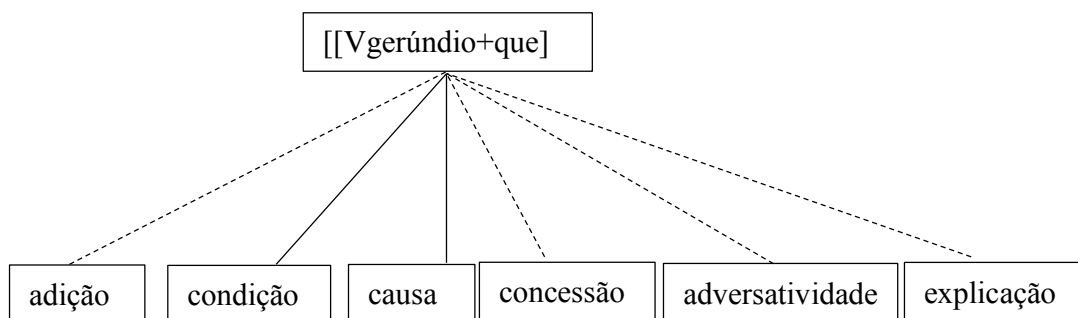 [[Vgerúndio+que]
adição condição causa concessão adversatividade explicação